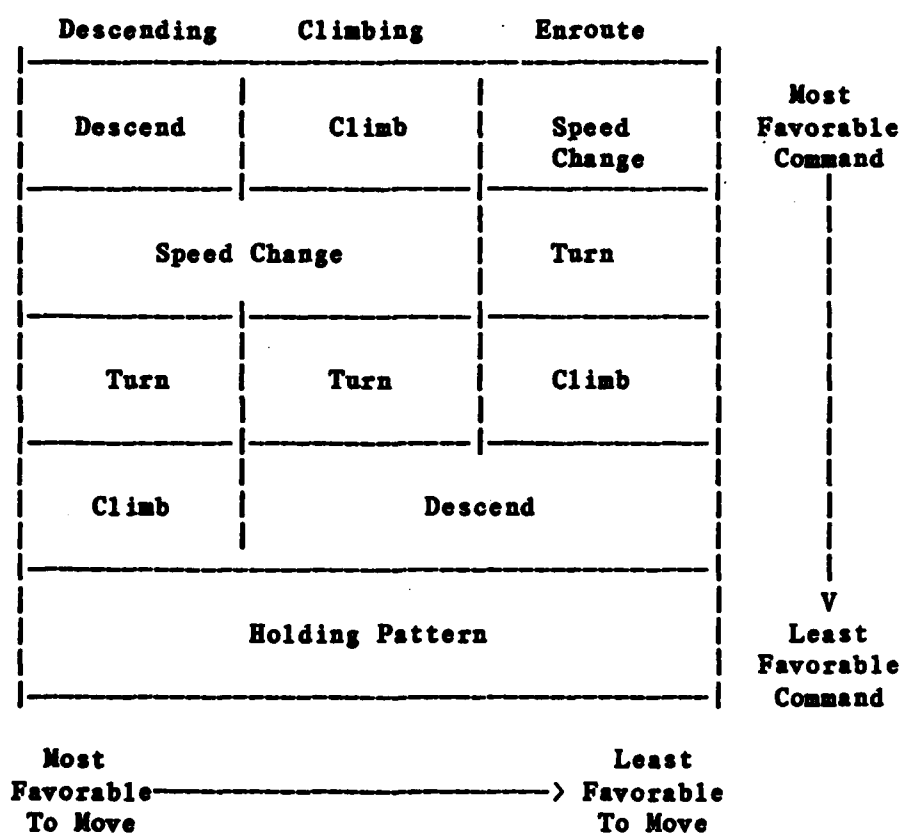 Descending Climbing Enroute
Most
Favorable
Command
Descend Climb Speed
Change
Speed Change Turn
Turn Turn Climb
Climb Descend
V
Least
Favorable
Command
Holding Pattern
Most
Favorable
To Move
> Least
Favorable
To Move